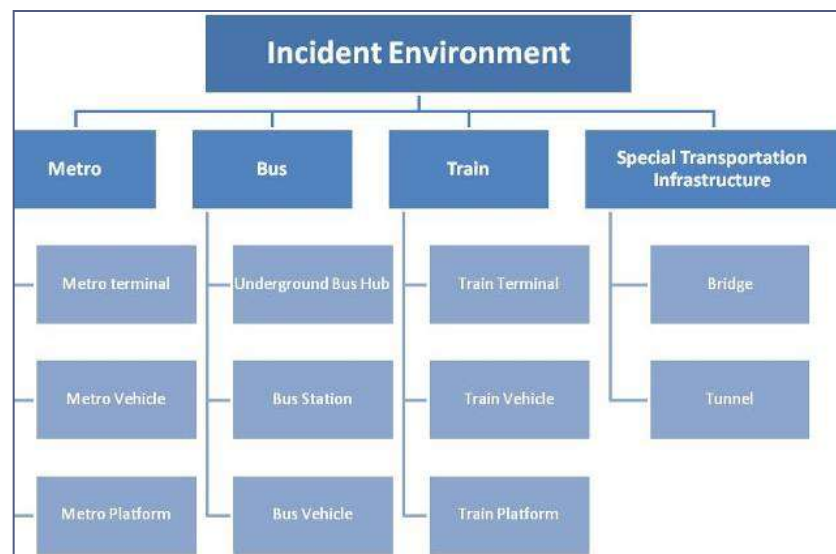 Incident Environment
Metro
Bus
Train
Special Transportation
Infrastructure
Metro terminal
Underground Bus Hub
Train Terminal
Bridge
Metro Vehicle
Bus Station
Train Vehicle
Tunnel
Metro Platform
Bus Vehicle
Train Platform